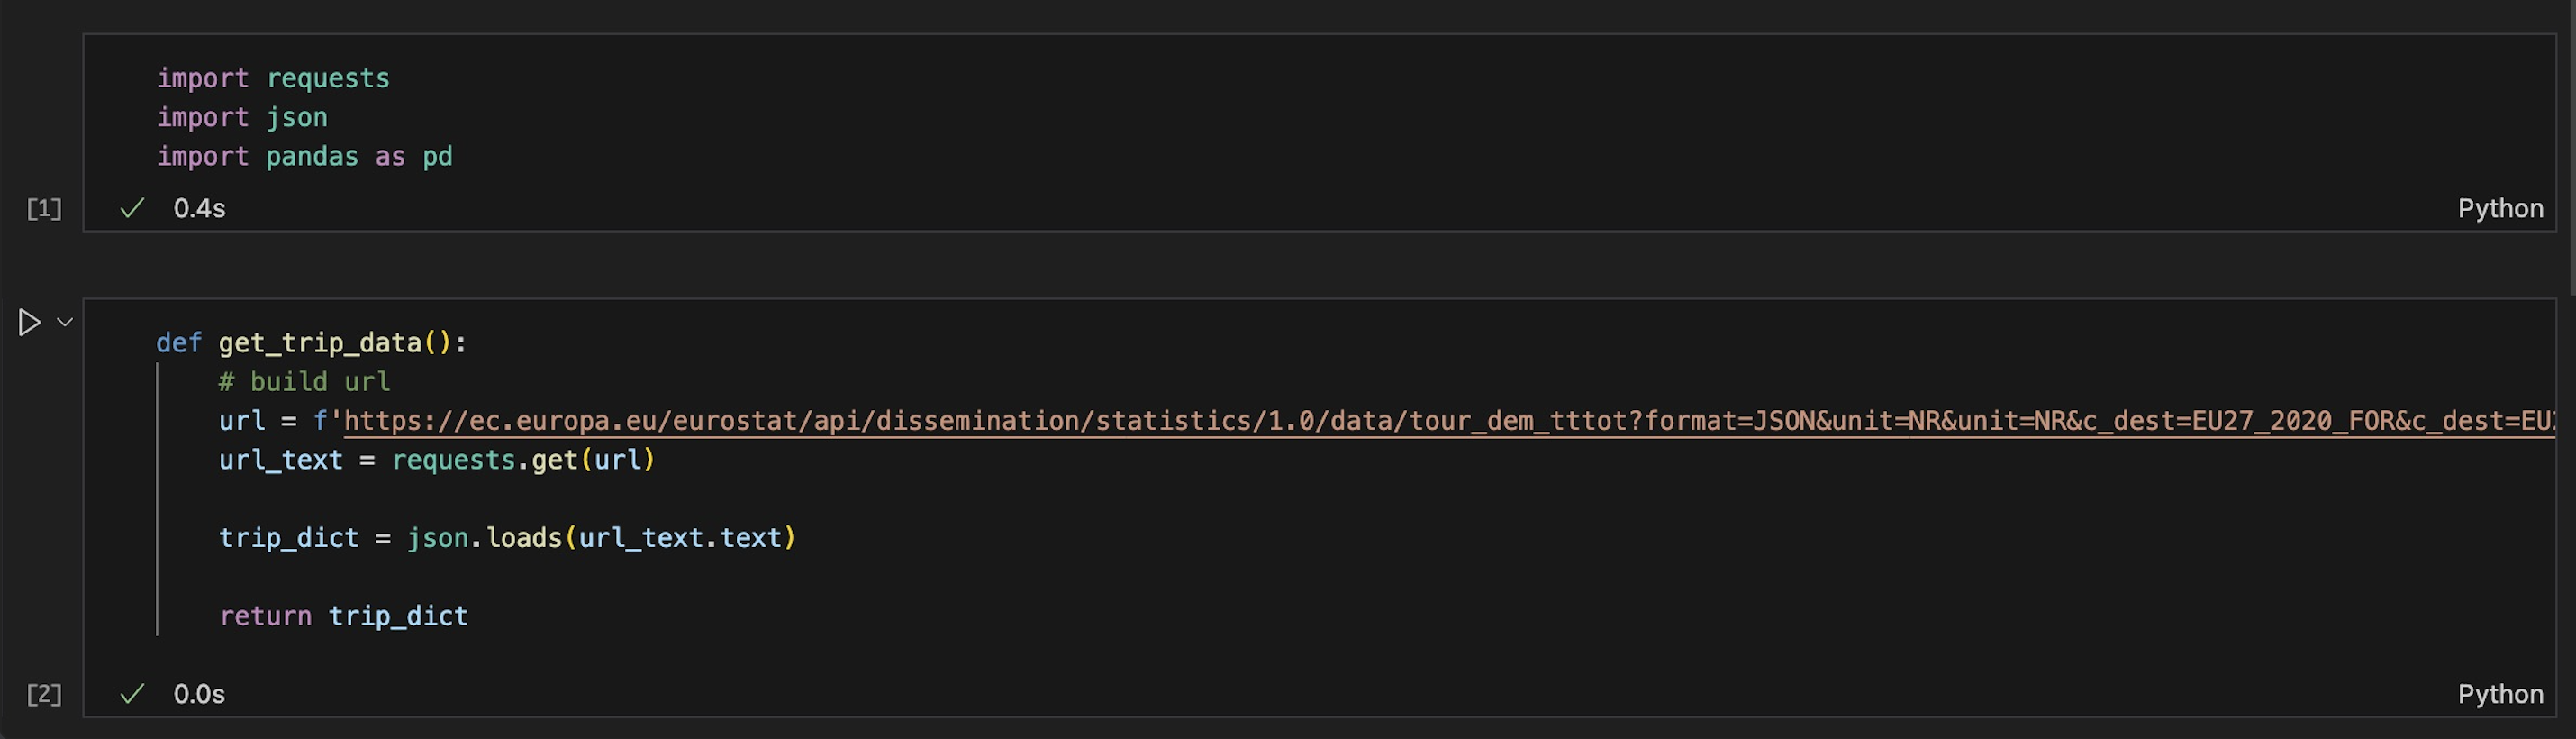 import requests
import json
import pandas as pd
[1] ✓ 0.4s Python
def get_trip_data():
# build url
url = f'https://ec.europa.eu/eurostat/api/dissemination/statistics/1.0/data/tour_dem_tttot?format=JSON&unit=NR&unit=NR&c_dest=EU27_2020_FOR&c_dest=EU
url_text = requests.get(url)
trip_dict = json.loads(url_text.text)
return trip_dict
[2] ✓ 0.0s Python